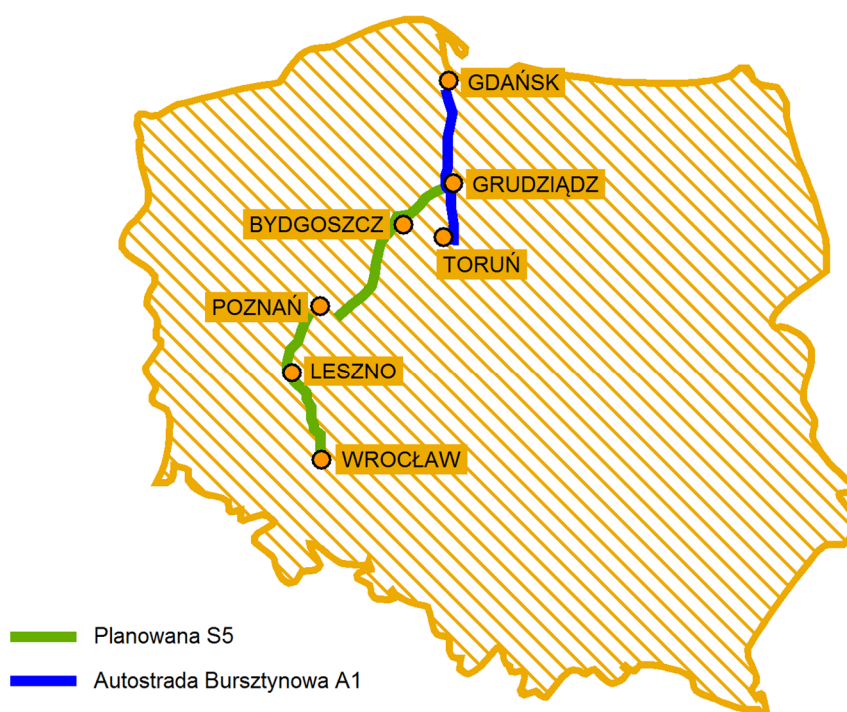 GDAŃSK
GRUDZIĄDZ
BYDGOSZCZ
TORUŃ
POZNAŃ
LESZNO
WROCŁAW
Planowana S5
Autostrada Bursztynowa A1